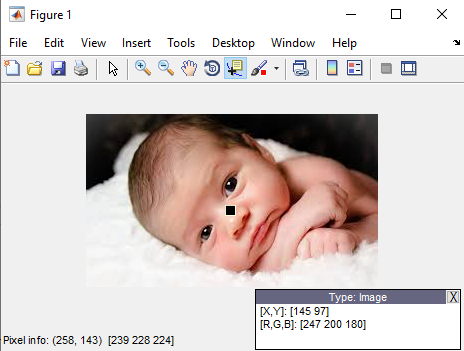 Figure 1
File Edit View Insert Tools Desktop Window Help
Type: Image X
[X,Y]: [145 97]
[R,G,B]: [247 200 180]
Pixel info: (258, 143) [239 228 224]